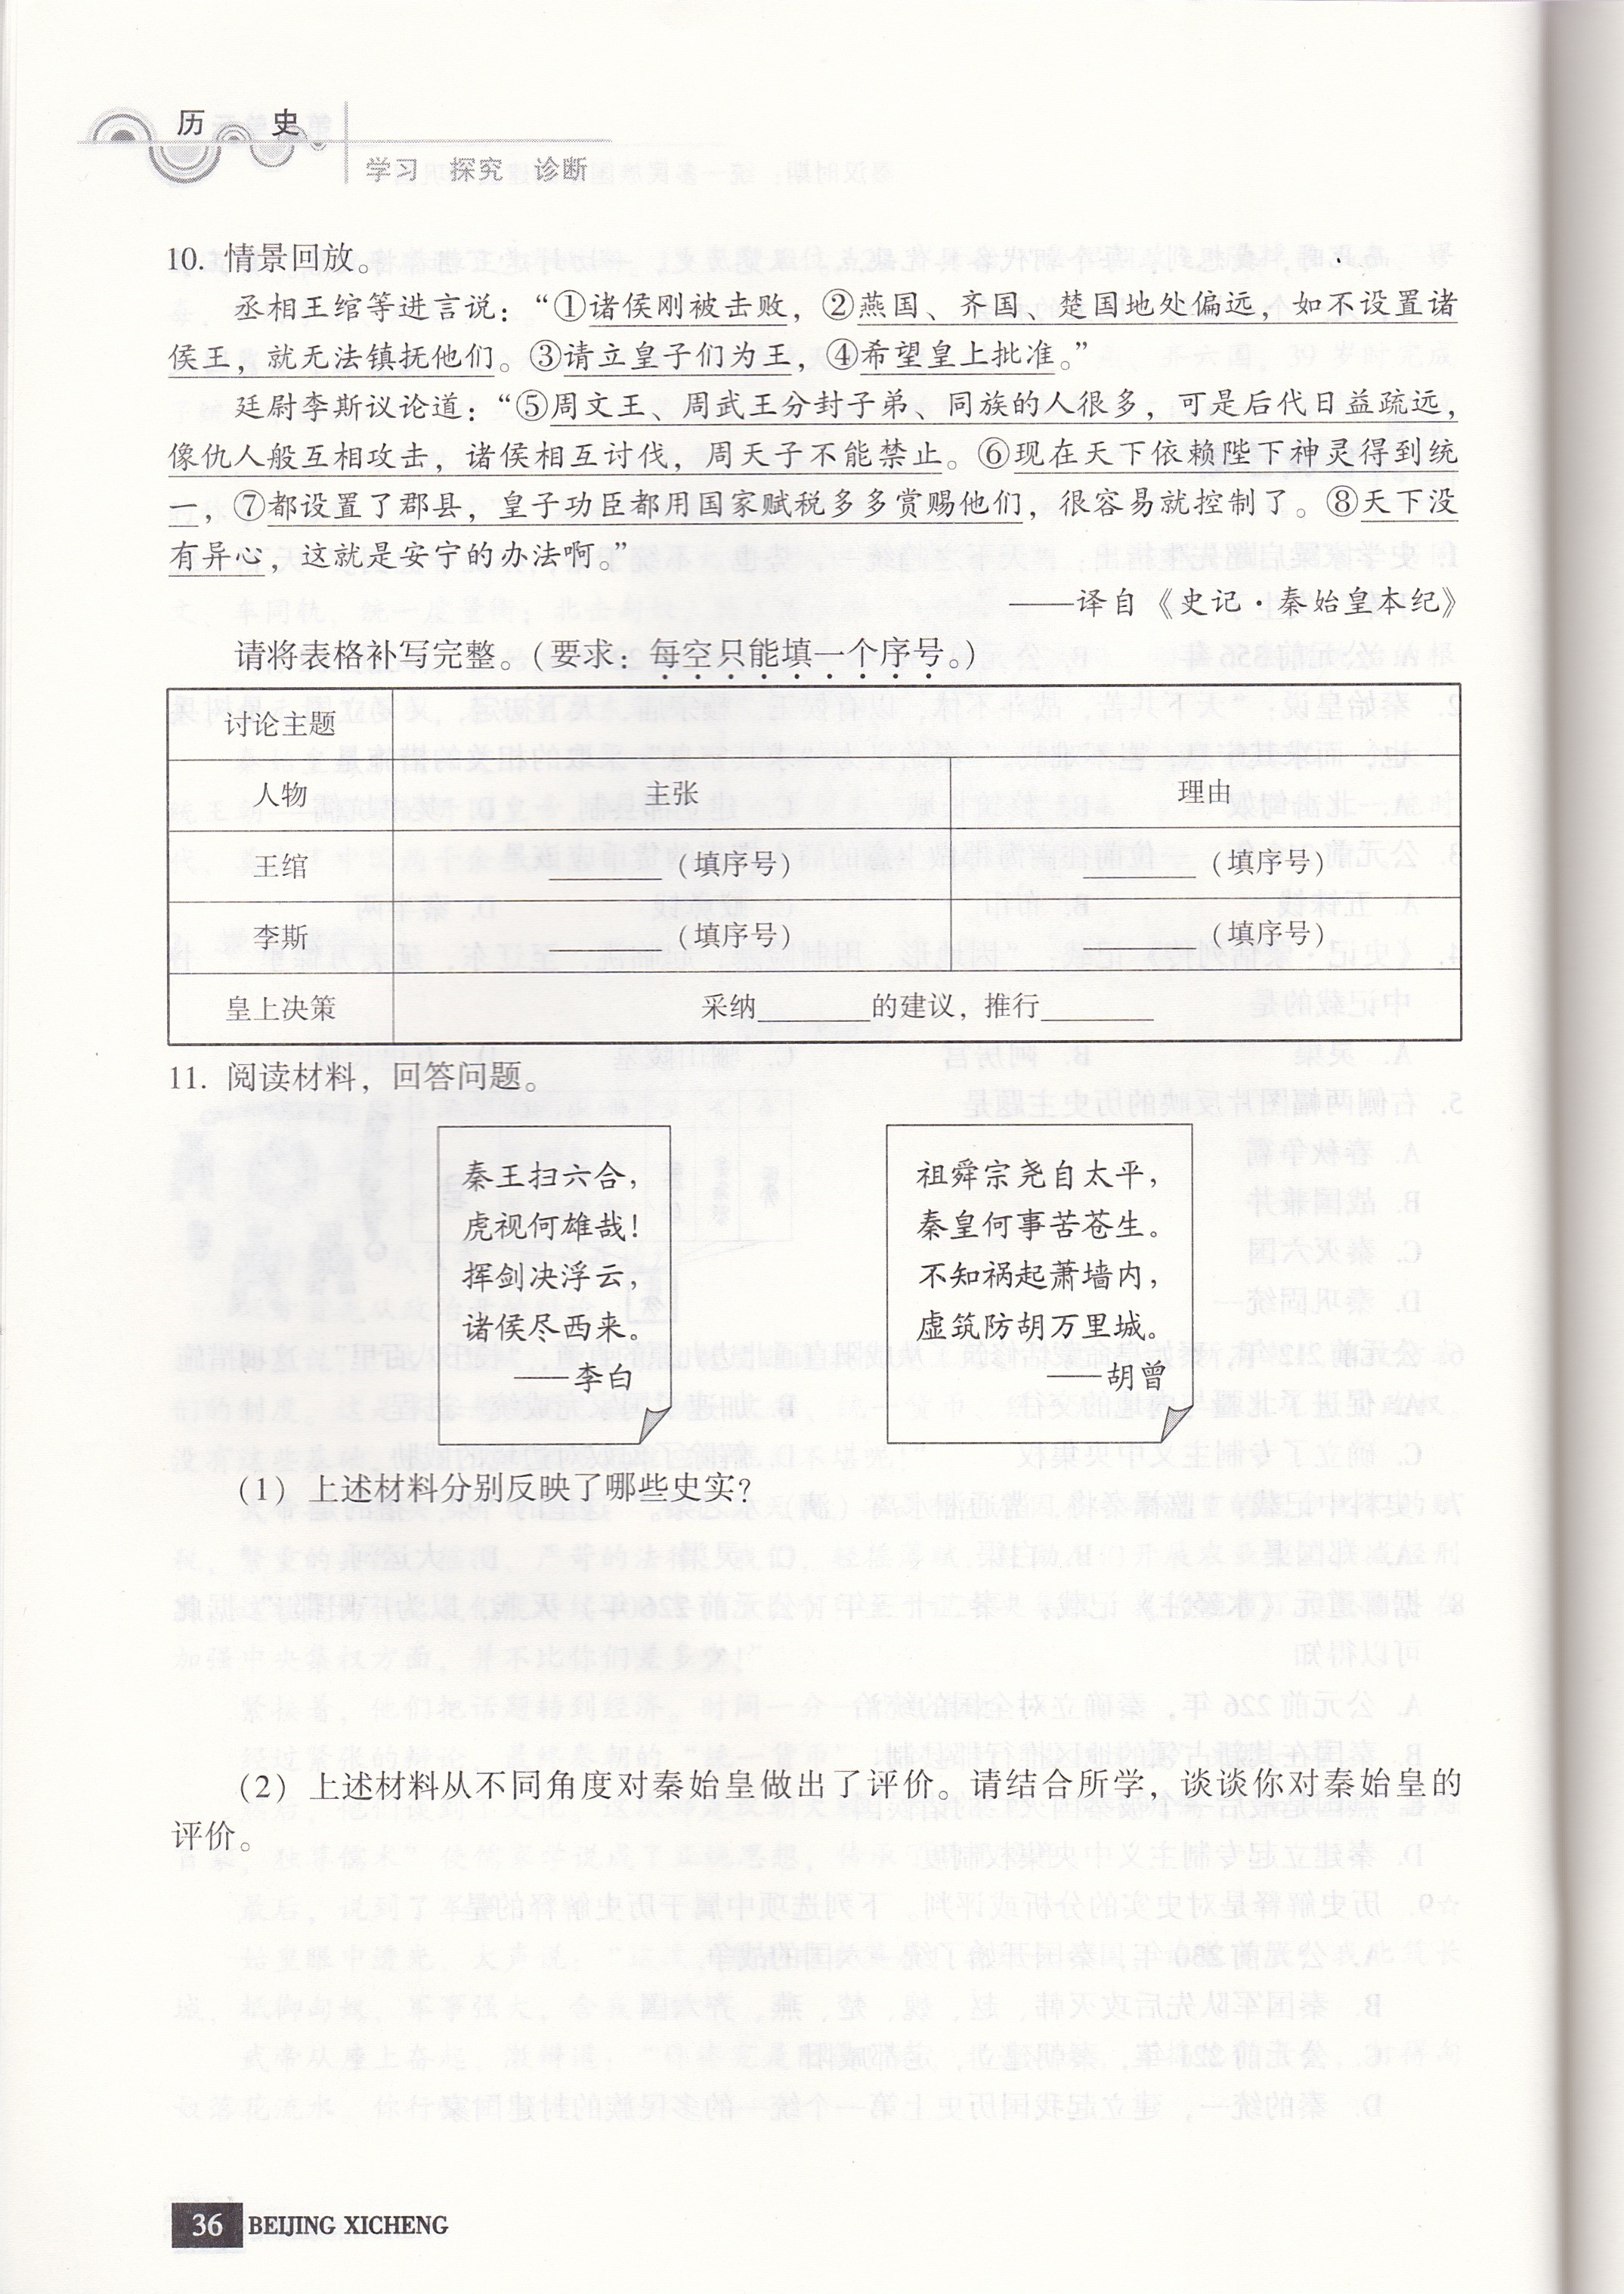 历 史
学习 探究 诊断
10. 情景回放。
丞相王绾等进言说：“①诸侯刚被击败，②燕国、齐国、楚国地处偏远，如不设置诸
侯王，就无法镇抚他们。③请立皇子们为王，④希望皇上批准。”
廷尉李斯议论道：“⑤周文王、周武王分封子弟、同族的人很多，可是后代日益疏远，
像仇人般互相攻击，诸侯相互讨伐，周天子不能禁止。⑥现在天下依赖陛下神灵得到统
一，⑦都设置了郡县，皇子功臣都用国家赋税多多赏赐他们，很容易就控制了。⑧天下没
有异心，这就是安宁的办法啊。”
——译自《史记·秦始皇本纪》
请将表格补写完整。（要求：每空只能填一个序号。）
讨论主题
人物 主张 理由
王绾 ________（填序号） ________（填序号）
李斯 ________（填序号） ________（填序号）
皇上决策 采纳________的建议，推行________
11. 阅读材料，回答问题。
秦王扫六合，
虎视何雄哉！
挥剑决浮云，
诸侯尽西来。
——李白
祖舜宗尧自太平，
秦皇何事苦苍生。
不知祸起萧墙内，
虚筑防胡万里城。
——胡曾
（1）上述材料分别反映了哪些史实？
（2）上述材料从不同角度对秦始皇做出了评价。请结合所学，谈谈你对秦始皇的
评价。
36 BEIJING XICHENG